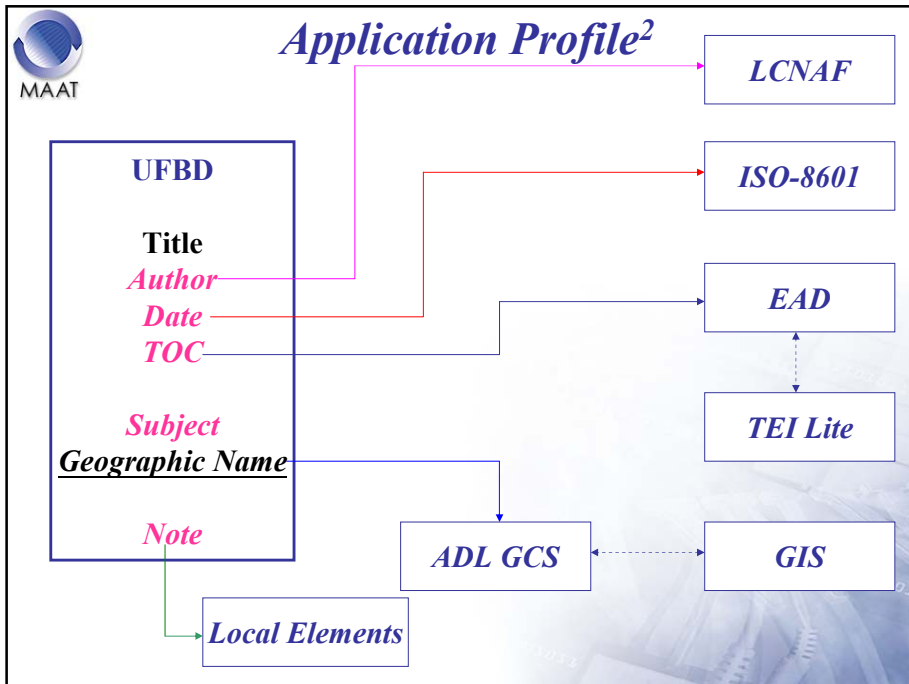 Application Profile2
MAAT
LCNAF
UFBD
ISO-8601
Title
Author
Date
TOC
EAD
Subject
Geographic Name
TEI Lite
Note
ADL GCS
GIS
Local Elements